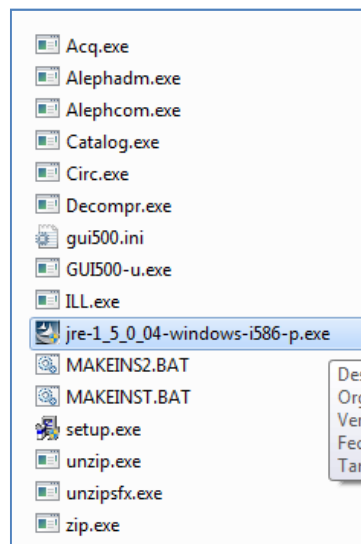 Acq.exe
Alephadm.exe
Alephcom.exe
Catalog.exe
Circ.exe
Decompr.exe
gui500.ini
GUI500-u.exe
ILL.exe
jre-1_5_0_04-windows-i586-p.exe
MAKEINS2.BAT
MAKEINST.BAT
setup.exe
unzip.exe
unzipsfx.exe
zip.exe